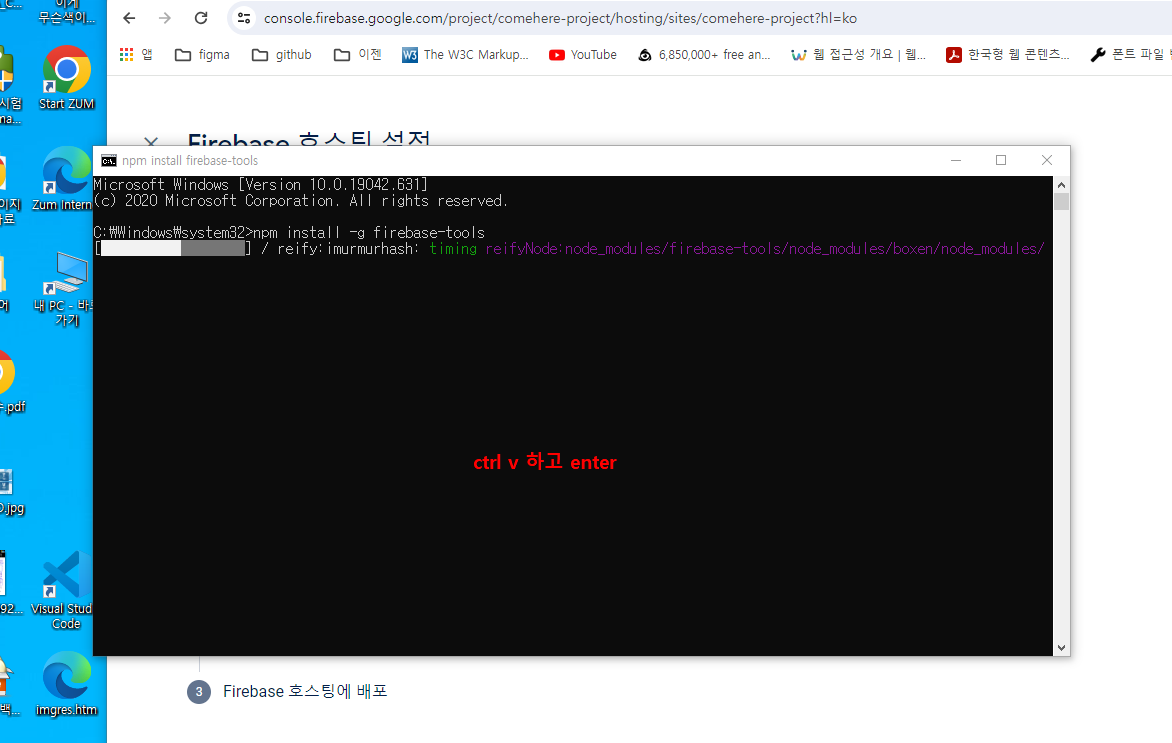 이게
무슨색이...
console.firebase.google.com/project/comehere-project/hosting/sites/comehere-project?hl=ko
앱
figma
github
이젠
The W3C Markup...
YouTube
6,850,000+ free an...
웹 접근성 개요 | 웹...
한국형 웹 콘텐츠...
폰트 파일
시험
ma...
Start ZUM
Firebase 호스팅 설정
npm install firebase-tools
Microsoft Windows [Version 10.0.19042.631]
(c) 2020 Microsoft Corporation. All rights reserved.
C:₩Windows₩system32>npm install -g firebase-tools
[] / reify:imurmurhash: timing reifyNode:node_modules/firebase-tools/node_modules/boxen/node_modules/
Zum Intern
내 PC - 바
가기
.pdf
ctrl v 하고 enter
.jpg
92...
Visual Stud
Code
3 Firebase 호스팅에 배포
백...
imgres.htm